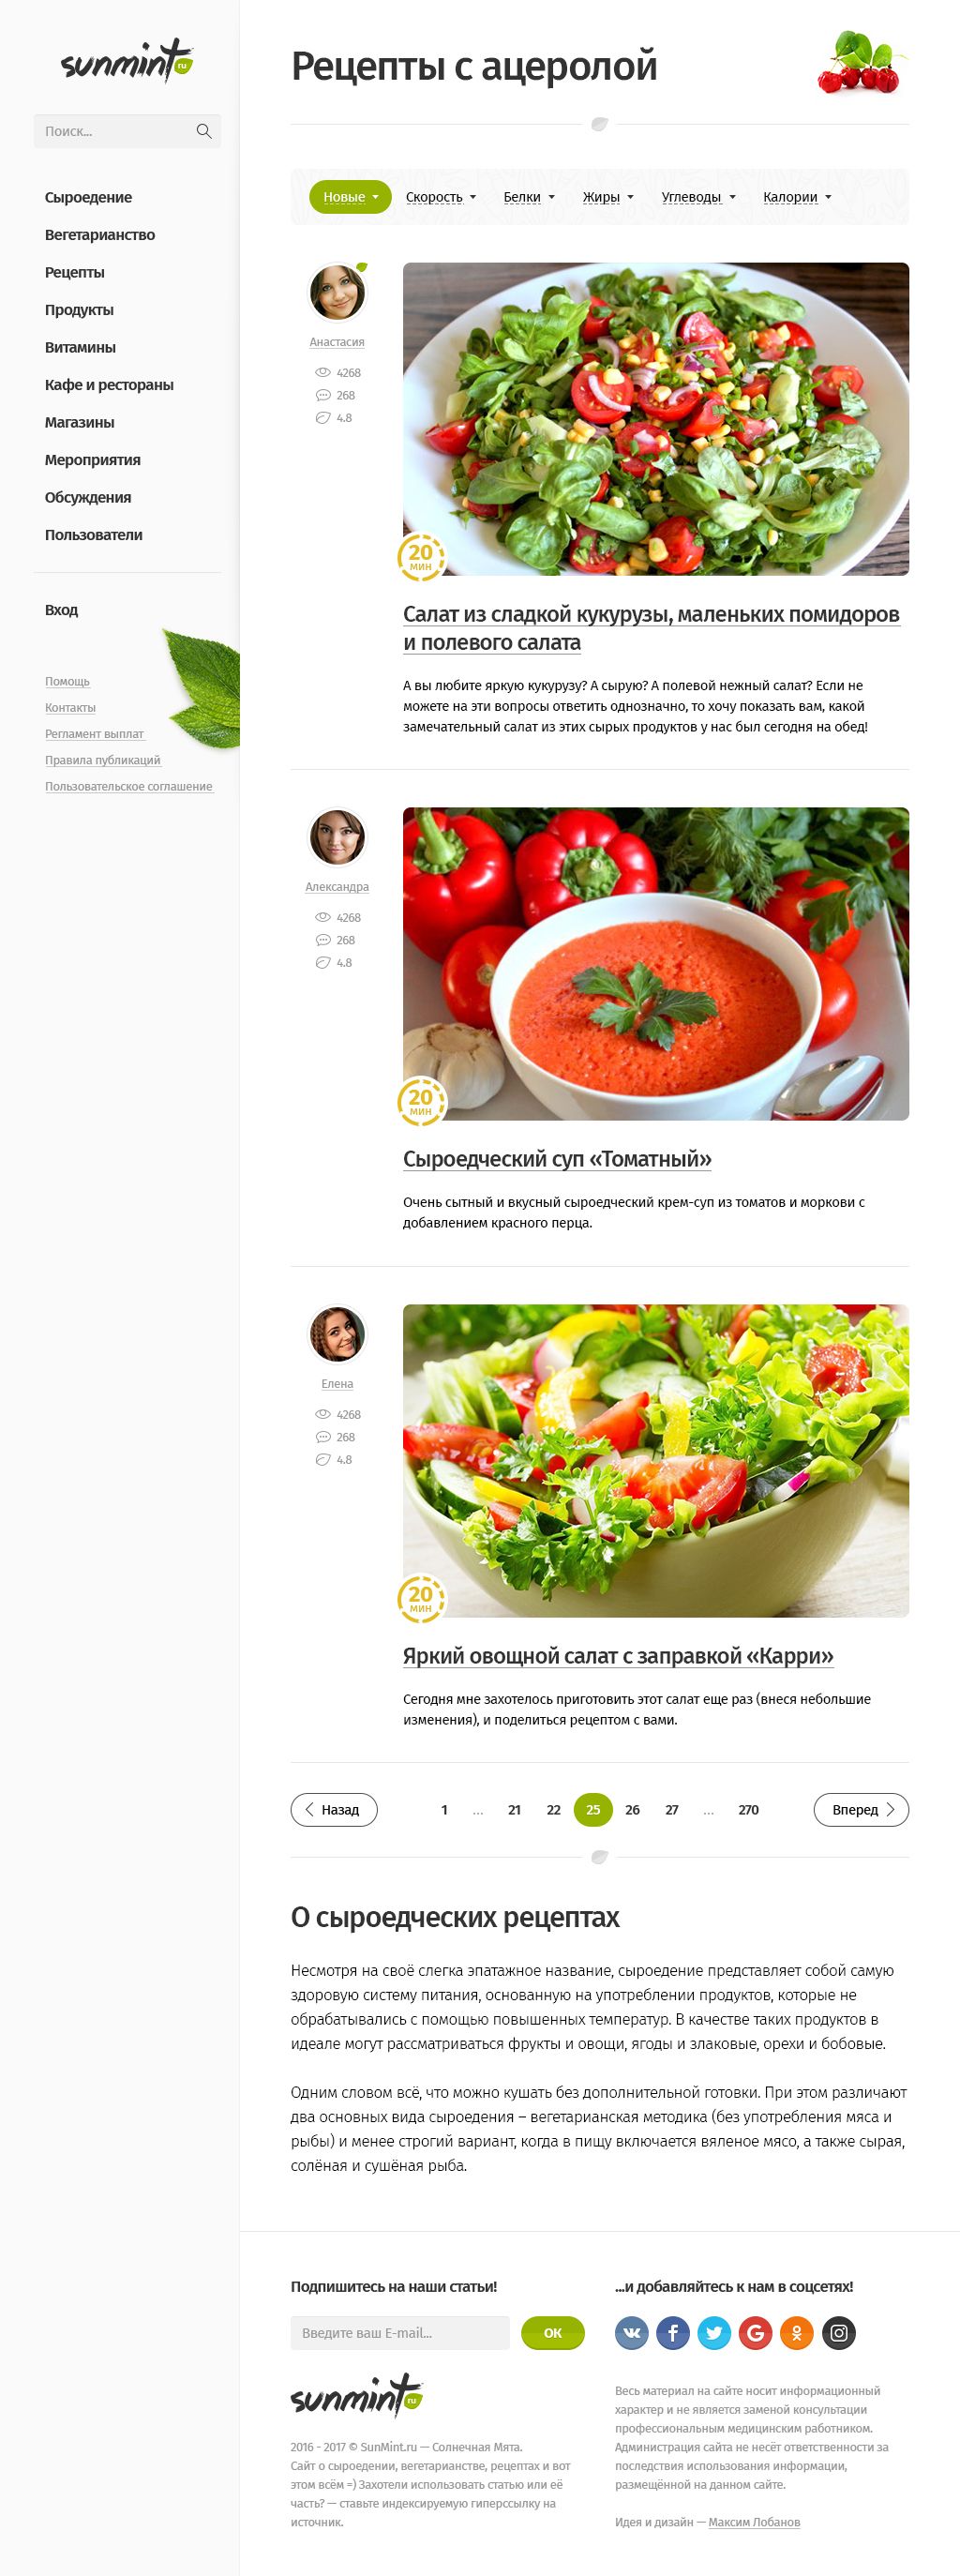 sunmint ru
Поиск...
Сыроедение
Вегетарианство
Рецепты
Продукты
Витамины
Кафе и рестораны
Магазины
Мероприятия
Обсуждения
Пользователи
Вход
Помощь
Контакты
Регламент выплат
Правила публикаций
Пользовательское соглашение
Рецепты с ацеролой
Новые Скорость Белки Жиры Углеводы Калории
Анастасия
4268
268
4.8
20
МИН
Салат из сладкой кукурузы, маленьких помидоров
и полевого салата
А вы любите яркую кукурузу? А сырую? А полевой нежный салат? Если не
можете на эти вопросы ответить однозначно, то хочу показать вам, какой
замечательный салат из этих сырых продуктов у нас был сегодня на обед!
Александра
4268
268
4.8
20
МИН
Сыроедческий суп «Томатный»
Очень сытный и вкусный сыроедческий крем-суп из томатов и моркови с
добавлением красного перца.
Елена
4268
268
4.8
20
МИН
Яркий овощной салат с заправкой «Карри»
Сегодня мне захотелось приготовить этот салат еще раз (внеся небольшие
изменения), и поделиться рецептом с вами.
Назад 1 ... 21 22 25 26 27 ... 270 Вперед
О сыроедческих рецептах
Несмотря на своё слегка эпатажное название, сыроедение представляет собой самую
здоровую систему питания, основанную на употреблении продуктов, которые не
обрабатывались с помощью повышенных температур. В качестве таких продуктов в
идеале могут рассматриваться фрукты и овощи, ягоды и злаковые, орехи и бобовые.
Одним словом всё, что можно кушать без дополнительной готовки. При этом различают
два основных вида сыроедения – вегетарианская методика (без употребления мяса и
рыбы) и менее строгий вариант, когда в пищу включается вяленое мясо, а также сырая,
солёная и сушёная рыба.
Подпишитесь на наши статьи!
Введите ваш E-mail... ОК
sunmint ru
2016 - 2017 © SunMint.ru — Солнечная Мята.
Сайт о сыроедении, вегетарианстве, рецептах и вот
этом всём =) Захотели использовать статью или её
часть? — ставьте индексируемую гиперссылку на
источник.
...и добавляйтесь к нам в соцсетях!
Весь материал на сайте носит информационный
характер и не является заменой консультации
профессиональным медицинским работником.
Администрация сайта не несёт ответственности за
последствия использования информации,
размещённой на данном сайте.
Идея и дизайн — Максим Лобанов